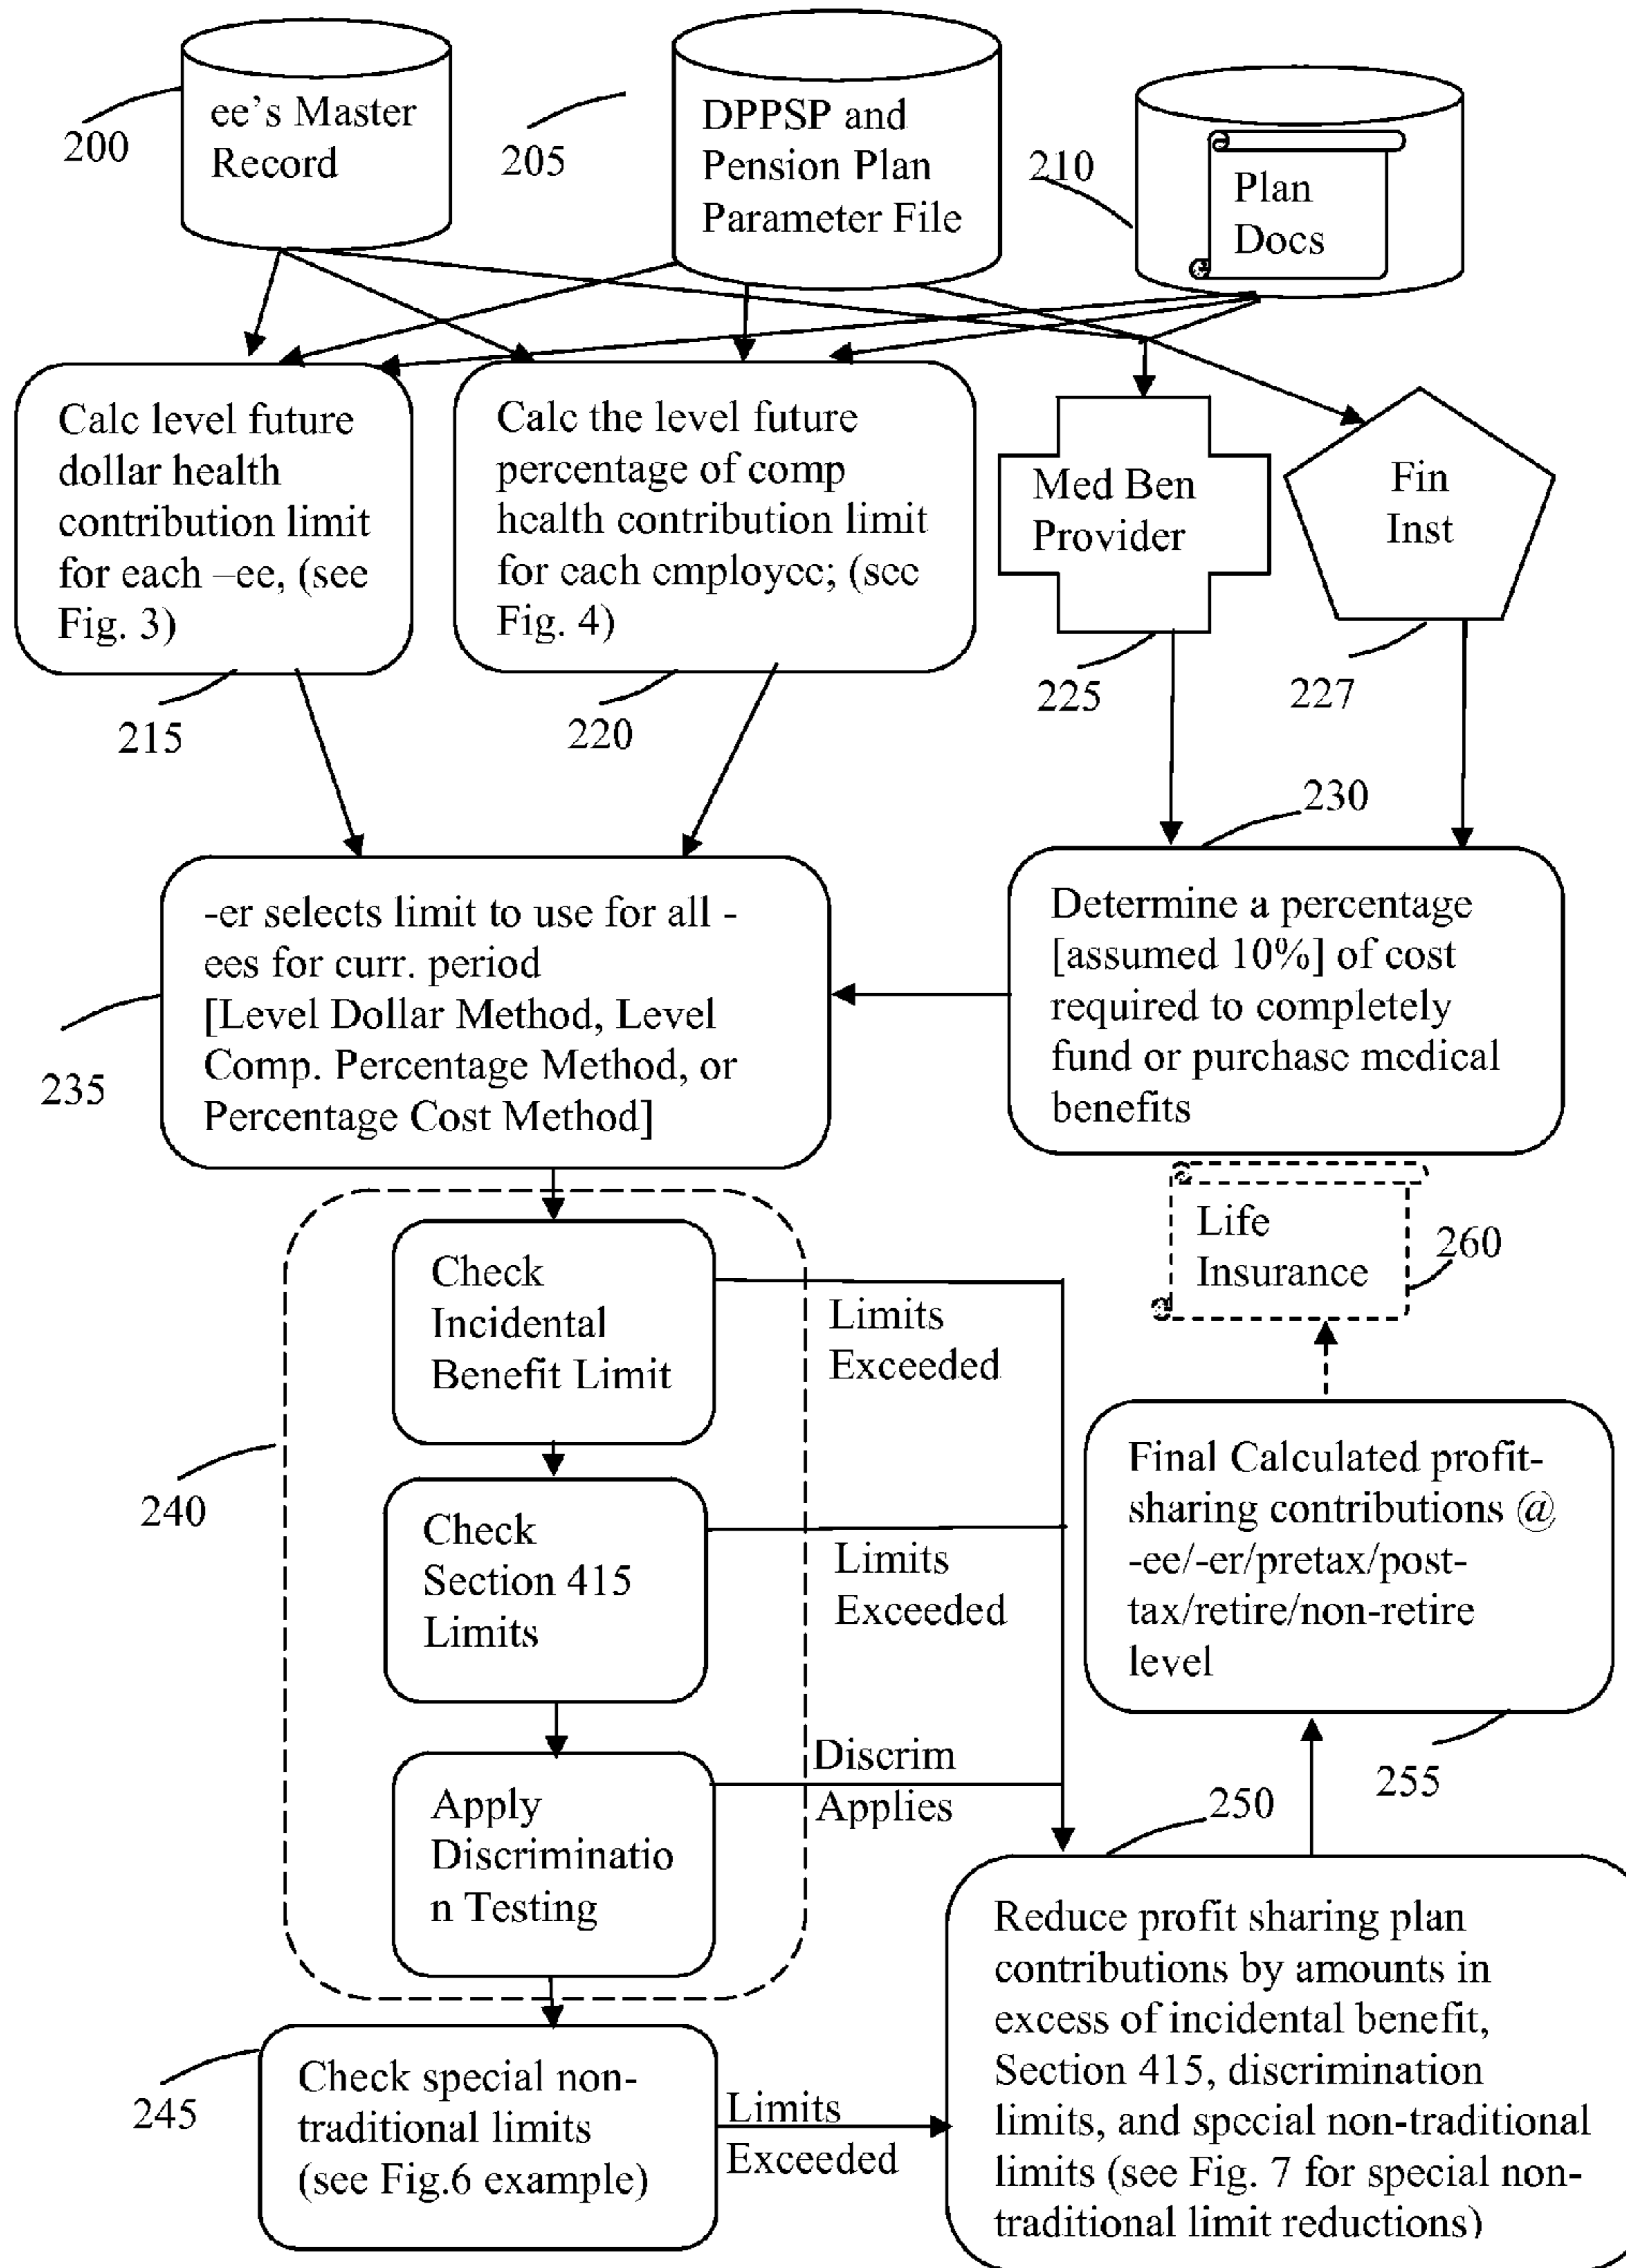 200
ee's Master
Record
205
DPPSP and
Pension Plan
Parameter File
210
Plan
Docs
Calc level future
dollar health
contribution limit
for each –ee, (see
Fig. 3)
215
Calc the level future
percentage of comp
health contribution limit
for each employee; (see
Fig. 4)
220
Med Ben
Provider
225
Fin
Inst
227
230
-er selects limit to use for all -
ees for curr. period
[Level Dollar Method, Level
Comp. Percentage Method, or
Percentage Cost Method]
235
Determine a percentage
[assumed 10%] of cost
required to completely
fund or purchase medical
benefits
Life
Insurance
260
Check
Incidental
Benefit Limit
Limits
Exceeded
240
Check
Section 415
Limits
Limits
Exceeded
Final Calculated profit-
sharing contributions @
-ee/-er/pretax/post-
tax/retire/non-retire
level
255
Apply
Discriminatio
n Testing
Discrim
Applies
250
Check special non-
traditional limits
(see Fig.6 example)
245
Limits
Exceeded
Reduce profit sharing plan
contributions by amounts in
excess of incidental benefit,
Section 415, discrimination
limits, and special non-traditional
limits (see Fig. 7 for special non-
traditional limit reductions)